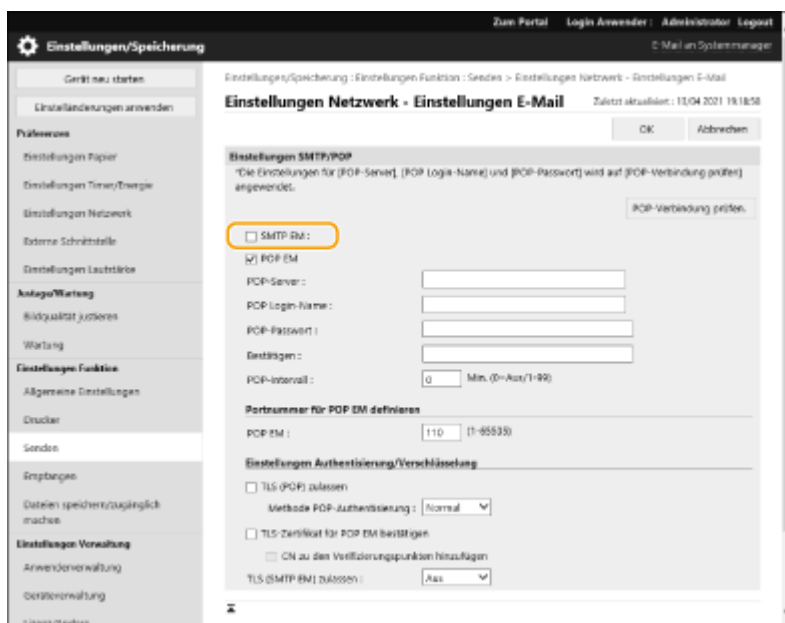 Zum Portal Login Anwender : Administrator Logout
Einstellungen/Speicherung
E-Mail an Systemmanager
Gerät neu starten
Einstelländerungen anwenden
Präferenzen
Einstellungen Papier
Einstellungen Timer/Energie
Einstellungen Netzwerk
Externe Schnittstelle
Einstellungen Lautstärke
Justage/Wartung
Bildqualität justieren
Wartung
Einstellungen Funktion
Allgemeine Einstellungen
Drucker
Senden
Empfangen
Dateien speichern/zugänglich
machen
Einstellungen Verwaltung
Anwenderverwaltung
Geräteverwaltung
Einstellungen/Speicherung : Einstellungen Funktion : Senden > Einstellungen Netzwerk - Einstellungen E-Mail
Einstellungen Netzwerk - Einstellungen E-Mail
Zuletzt aktualisiert : 13/04 2021 19:18:58
OK Abbrechen
Einstellungen SMTP/POP
*Die Einstellungen für [POP-Server], [POP Login-Name] und [POP-Passwort] wird auf [POP-Verbindung prüfen]
angewendet.
POP-Verbindung prüfen.
SMTP EM :
POP EM
POP-Server :
POP Login-Name :
POP-Passwort :
Bestätigen :
POP-Intervall : 0 Min. (0=Aus/1-99)
Portnummer für POP EM definieren
POP EM : 110 (1-65535)
Einstellungen Authentisierung/Verschlüsselung
TLS (POP) zulassen
Methode POP-Authentisierung : Normal
TLS-Zertifikat für POP EM bestätigen
CN zu den Verifizierungspunkten hinzufügen
TLS (SMTP EM) zulassen : Aus